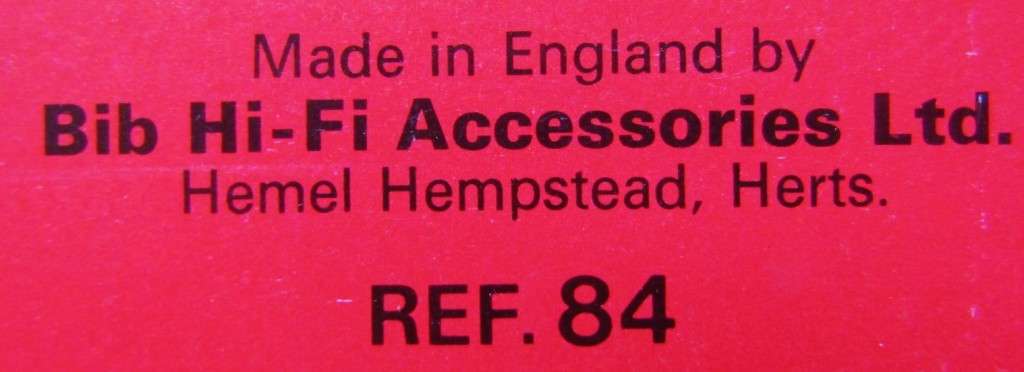 Made in England by
Bib Hi-Fi Accessories Ltd.
Hemel Hempstead, Herts.
REF. 84